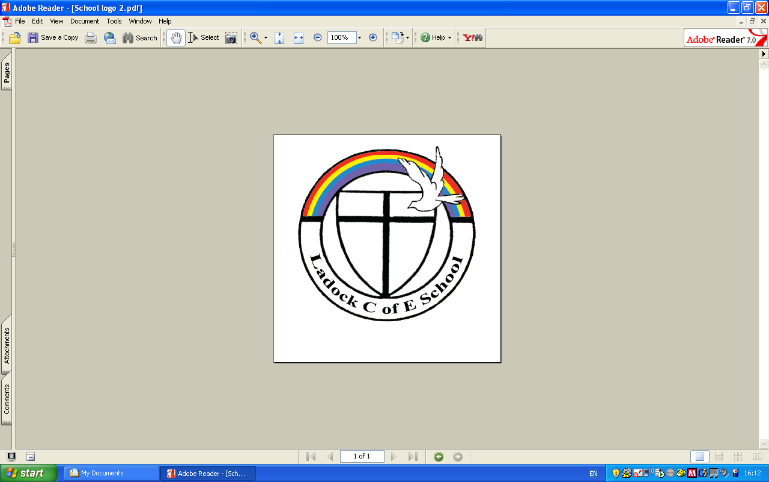 Adobe Reader - [School logo 2.pdf]
File Edit View Document Tools Window Help
Save a Copy Search Select 100% Help Y! Adobe Reader 7.0
Pages
Ladock C of E School
Attachments
Comments
1 of 1
start My Documents Adobe Reader - [Sch... EN 16:12